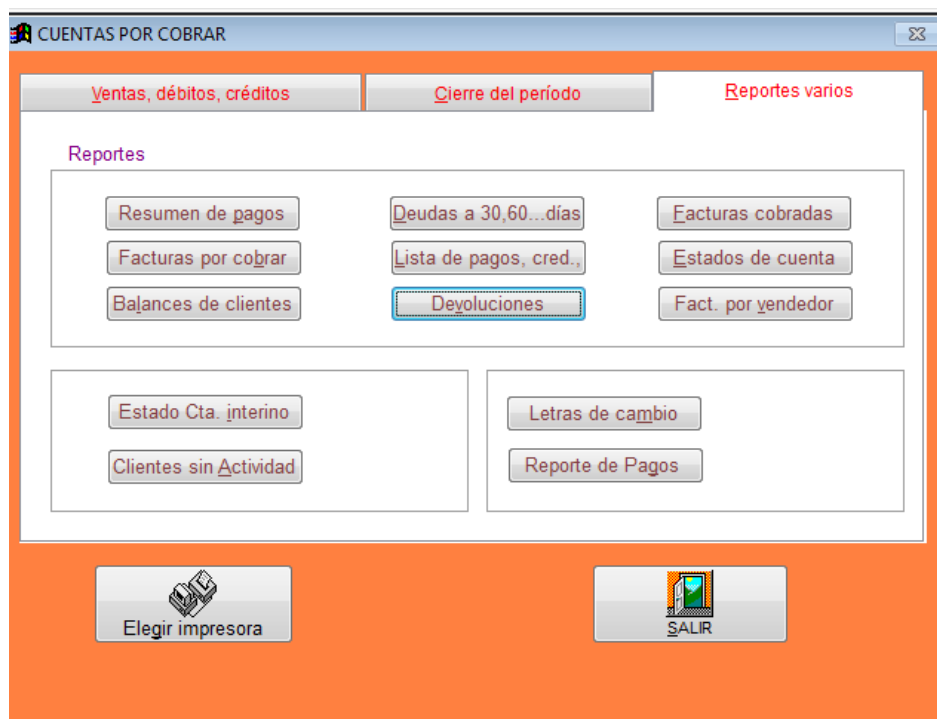 CUENTAS POR COBRAR
Ventas, débitos, créditos
Cierre del período
Reportes varios
Reportes
Resumen de pagos
Deudas a 30,60...días
Facturas cobradas
Facturas por cobrar
Lista de pagos, cred.,
Estados de cuenta
Balances de clientes
Devoluciones
Fact. por vendedor
Estado Cta. interino
Letras de cambio
Clientes sin Actividad
Reporte de Pagos
Elegir impresora
SALIR